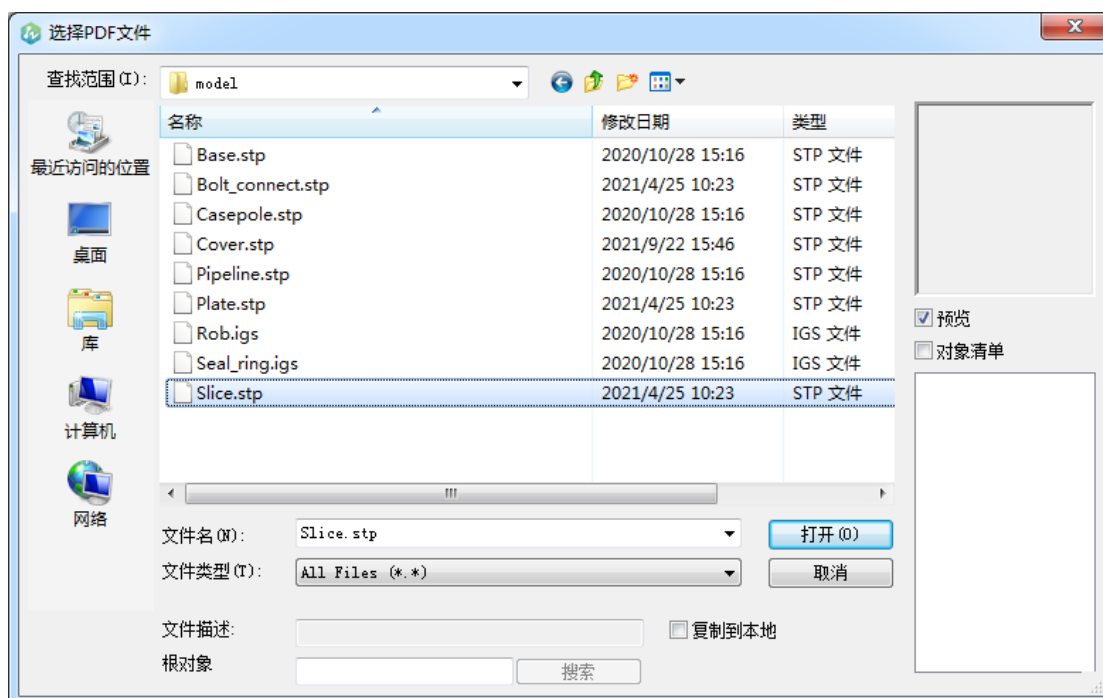 选择PDF文件
查找范围(I): model
名称 修改日期 类型
Base.stp 2020/10/28 15:16 STP 文件
Bolt_connect.stp 2021/4/25 10:23 STP 文件
Casepole.stp 2020/10/28 15:16 STP 文件
Cover.stp 2021/9/22 15:46 STP 文件
Pipeline.stp 2020/10/28 15:16 STP 文件
Plate.stp 2021/4/25 10:23 STP 文件
Rob.igs 2020/10/28 15:16 IGS 文件
Seal_ring.igs 2020/10/28 15:16 IGS 文件
Slice.stp 2021/4/25 10:23 STP 文件
最近访问的位置
桌面
库
计算机
网络
预览
对象清单
文件名(N): Slice.stp 打开(O)
文件类型(T): All Files (*.*) 取消
文件描述: 复制到本地
根对象 搜索